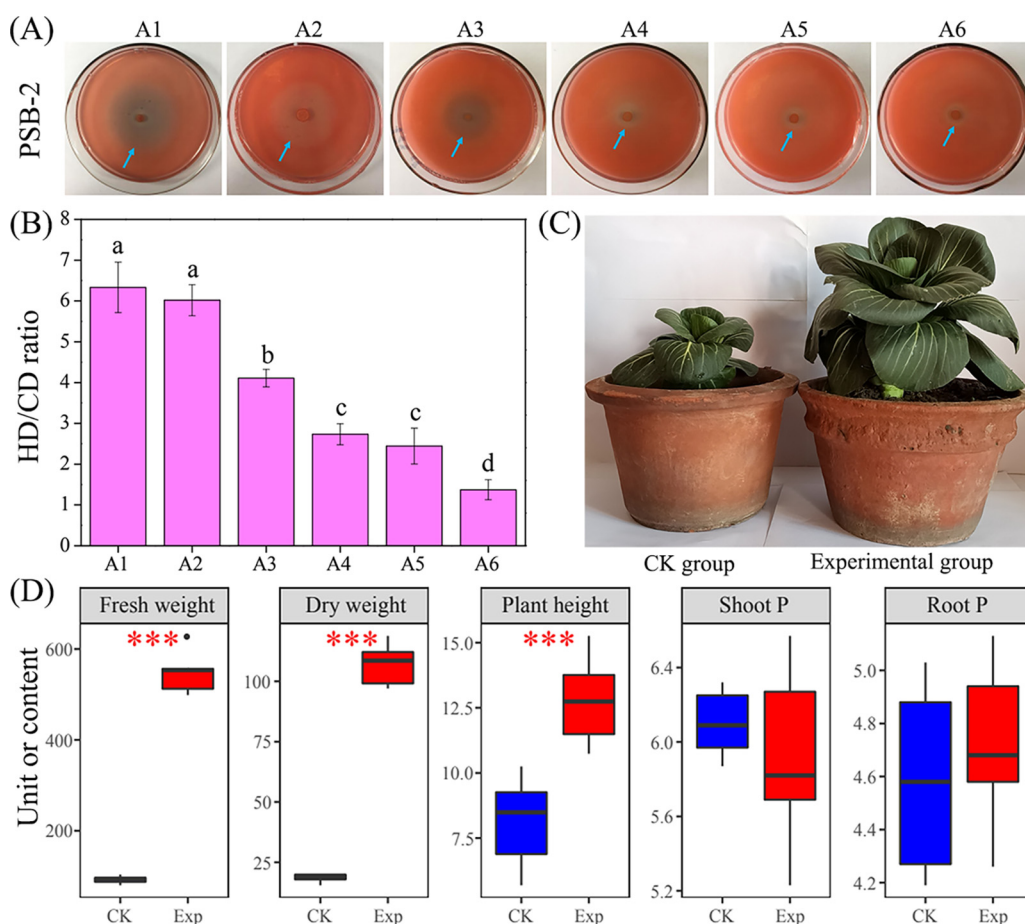 (A) A1 A2 A3 A4 A5 A6
PSB-2
(B)
HD/CD ratio
8
7
6
5
4
3
2
1
0
a a b c c d
A1 A2 A3 A4 A5 A6
(C)
CK group Experimental group
(D)
Unit or content
Fresh weight
***
600
400
200
CK Exp
Dry weight
***
100
75
50
25
CK Exp
Plant height
***
15.0
12.5
10.0
7.5
CK Exp
Shoot P
6.4
6.0
5.6
5.2
CK Exp
Root P
5.0
4.8
4.6
4.4
4.2
CK Exp